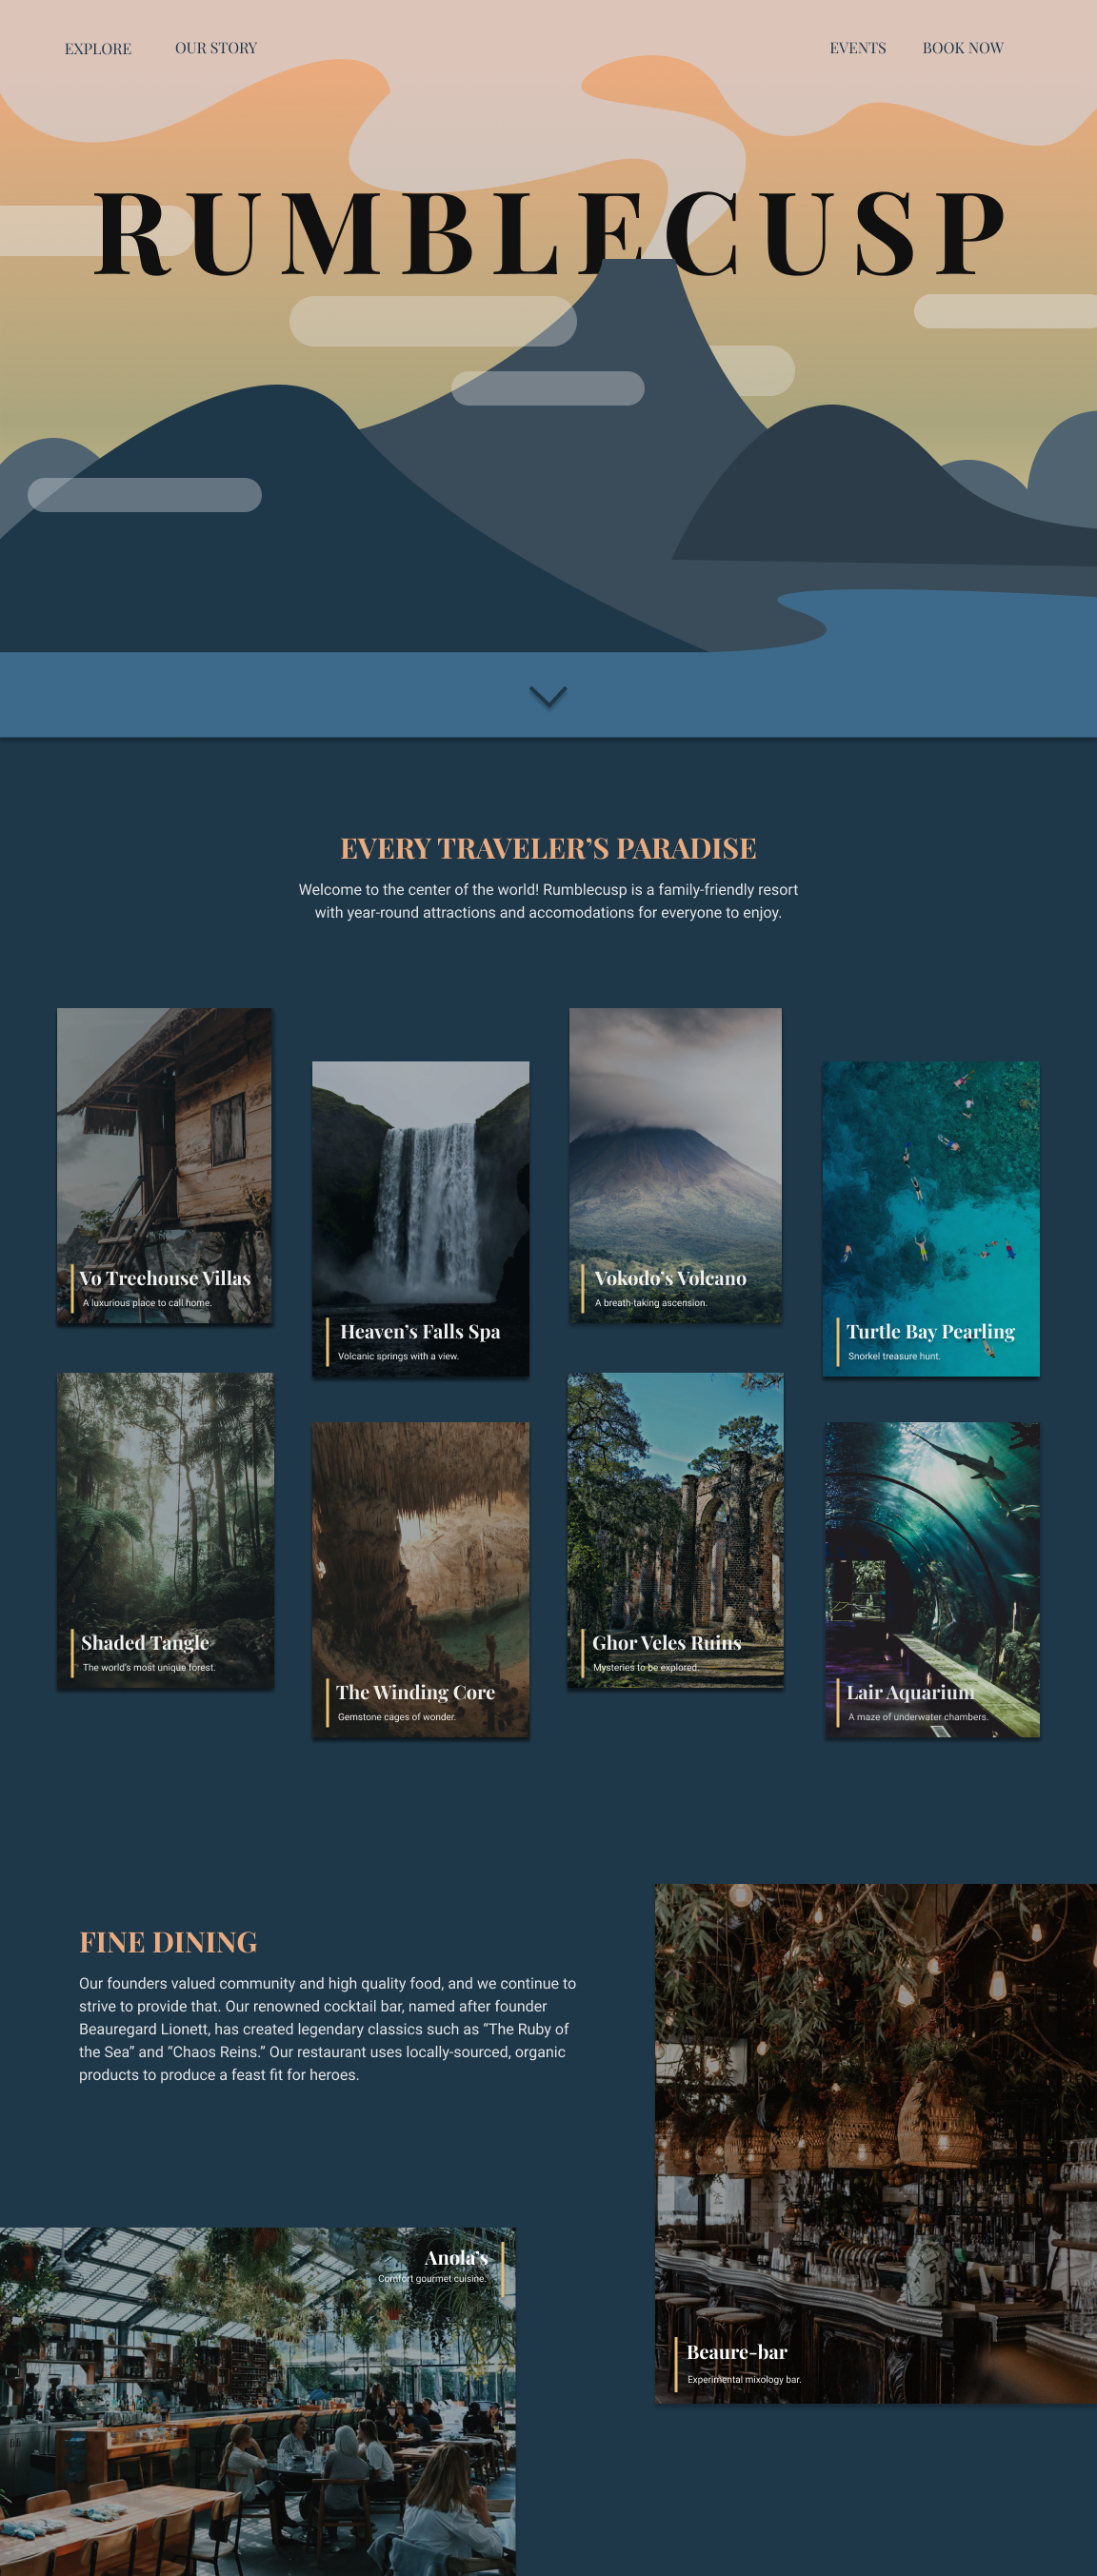 EXPLORE
OUR STORY
EVENTS
BOOK NOW
RUMBLECUSP
EVERY TRAVELER’S PARADISE
Welcome to the center of the world! Rumblecusp is a family-friendly resort
with year-round attractions and accomodations for everyone to enjoy.
Vo Treehouse Villas
A luxurious place to call home.
Heaven’s Falls Spa
Volcanic springs with a view.
Vokodo’s Volcano
A breath-taking ascension.
Turtle Bay Pearling
Snorkel treasure hunt.
Shaded Tangle
The world’s most unique forest.
The Winding Core
Gemstone cages of wonder.
Ghor Veles Ruins
Mysteries to be explored.
Lair Aquarium
A maze of underwater chambers.
FINE DINING
Our founders valued community and high quality food, and we continue to
strive to provide that. Our renowned cocktail bar, named after founder
Beauregard Lionett, has created legendary classics such as “The Ruby of
the Sea” and “Chaos Reins.” Our restaurant uses locally-sourced, organic
products to produce a feast fit for heroes.
Anola’s
Comfort gourmet cuisine.
Beaure-bar
Experimental mixology bar.